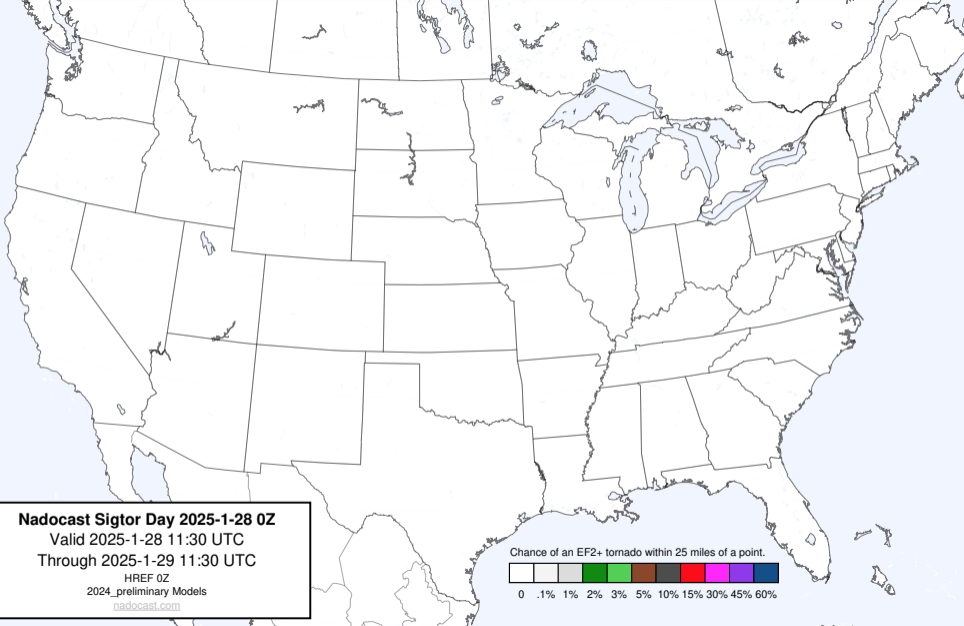 Nadocast Sigtor Day 2025-1-28 0Z
Valid 2025-1-28 11:30 UTC
Through 2025-1-29 11:30 UTC
HREF 0Z
2024_preliminary Models
nadocast.com
Chance of an EF2+ tornado within 25 miles of a point.
0 .1% 1% 2% 3% 5% 10% 15% 30% 45% 60%